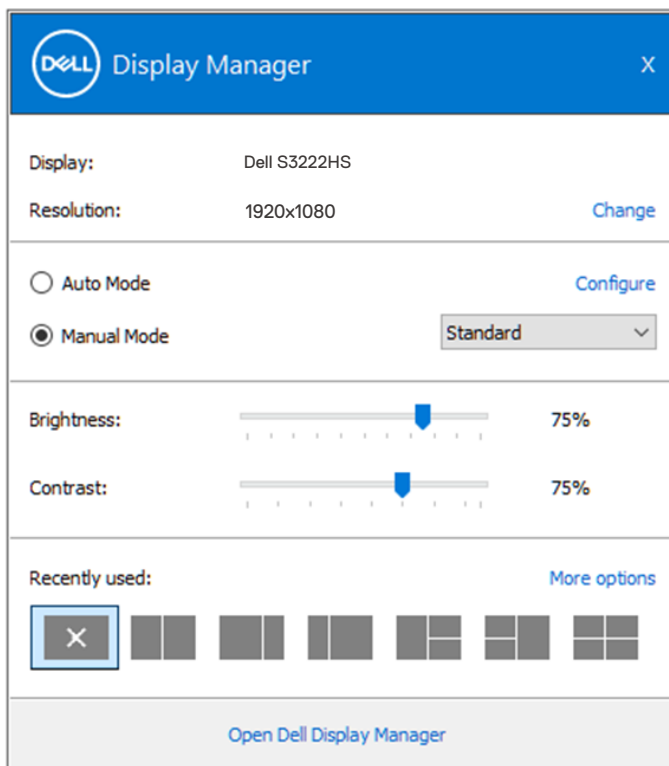 DELL Display Manager X
Display: Dell S3222HS
Resolution: 1920x1080 Change
Auto Mode Configure
Manual Mode Standard
Brightness: 75%
Contrast: 75%
Recently used: More options
Open Dell Display Manager